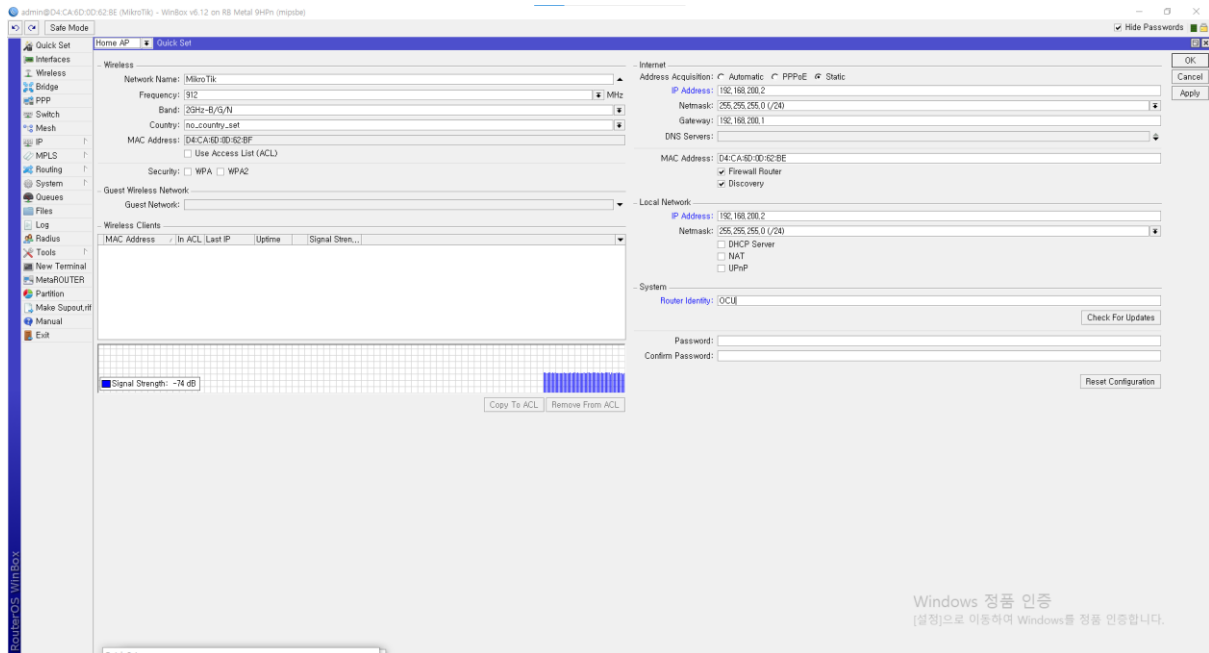 admin@D4:CA:6D:0D:62:BE (MikroTik) - WinBox v6.12 on RB Metal 9HPn (mipsbe)
Safe Mode
Hide Passwords
Quick Set
Interfaces
Wireless
Bridge
PPP
Switch
Mesh
IP
MPLS
Routing
System
Queues
Files
Log
Radius
Tools
New Terminal
MetaROUTER
Partition
Make Supout.rif
Manual
Exit
RouterOS WinBox
Home AP Quick Set
Wireless
Network Name: MikroTik
Frequency: 912 MHz
Band: 2GHz-B/G/N
Country: no_country_set
MAC Address: D4:CA:6D:0D:62:BF
Use Access List (ACL)
Security: WPA WPA2
Guest Wireless Network
Guest Network:
Wireless Clients
MAC Address In ACL Last IP Uptime Signal Stren...
Signal Strength: -74 dB
Copy To ACL Remove From ACL
Internet
Address Acquisition: Automatic PPPoE Static
IP Address: 192.168.200.2
Netmask: 255.255.255.0 (/24)
Gateway: 192.168.200.1
DNS Servers:
MAC Address: D4:CA:6D:0D:62:BE
Firewall Router
Discovery
Local Network
IP Address: 192.168.200.2
Netmask: 255.255.255.0 (/24)
DHCP Server
NAT
UPnP
System
Router Identity: OCU
Check For Updates
Password:
Confirm Password:
Reset Configuration
OK
Cancel
Apply
Windows 정품 인증
[설정]으로 이동하여 Windows를 정품 인증합니다.